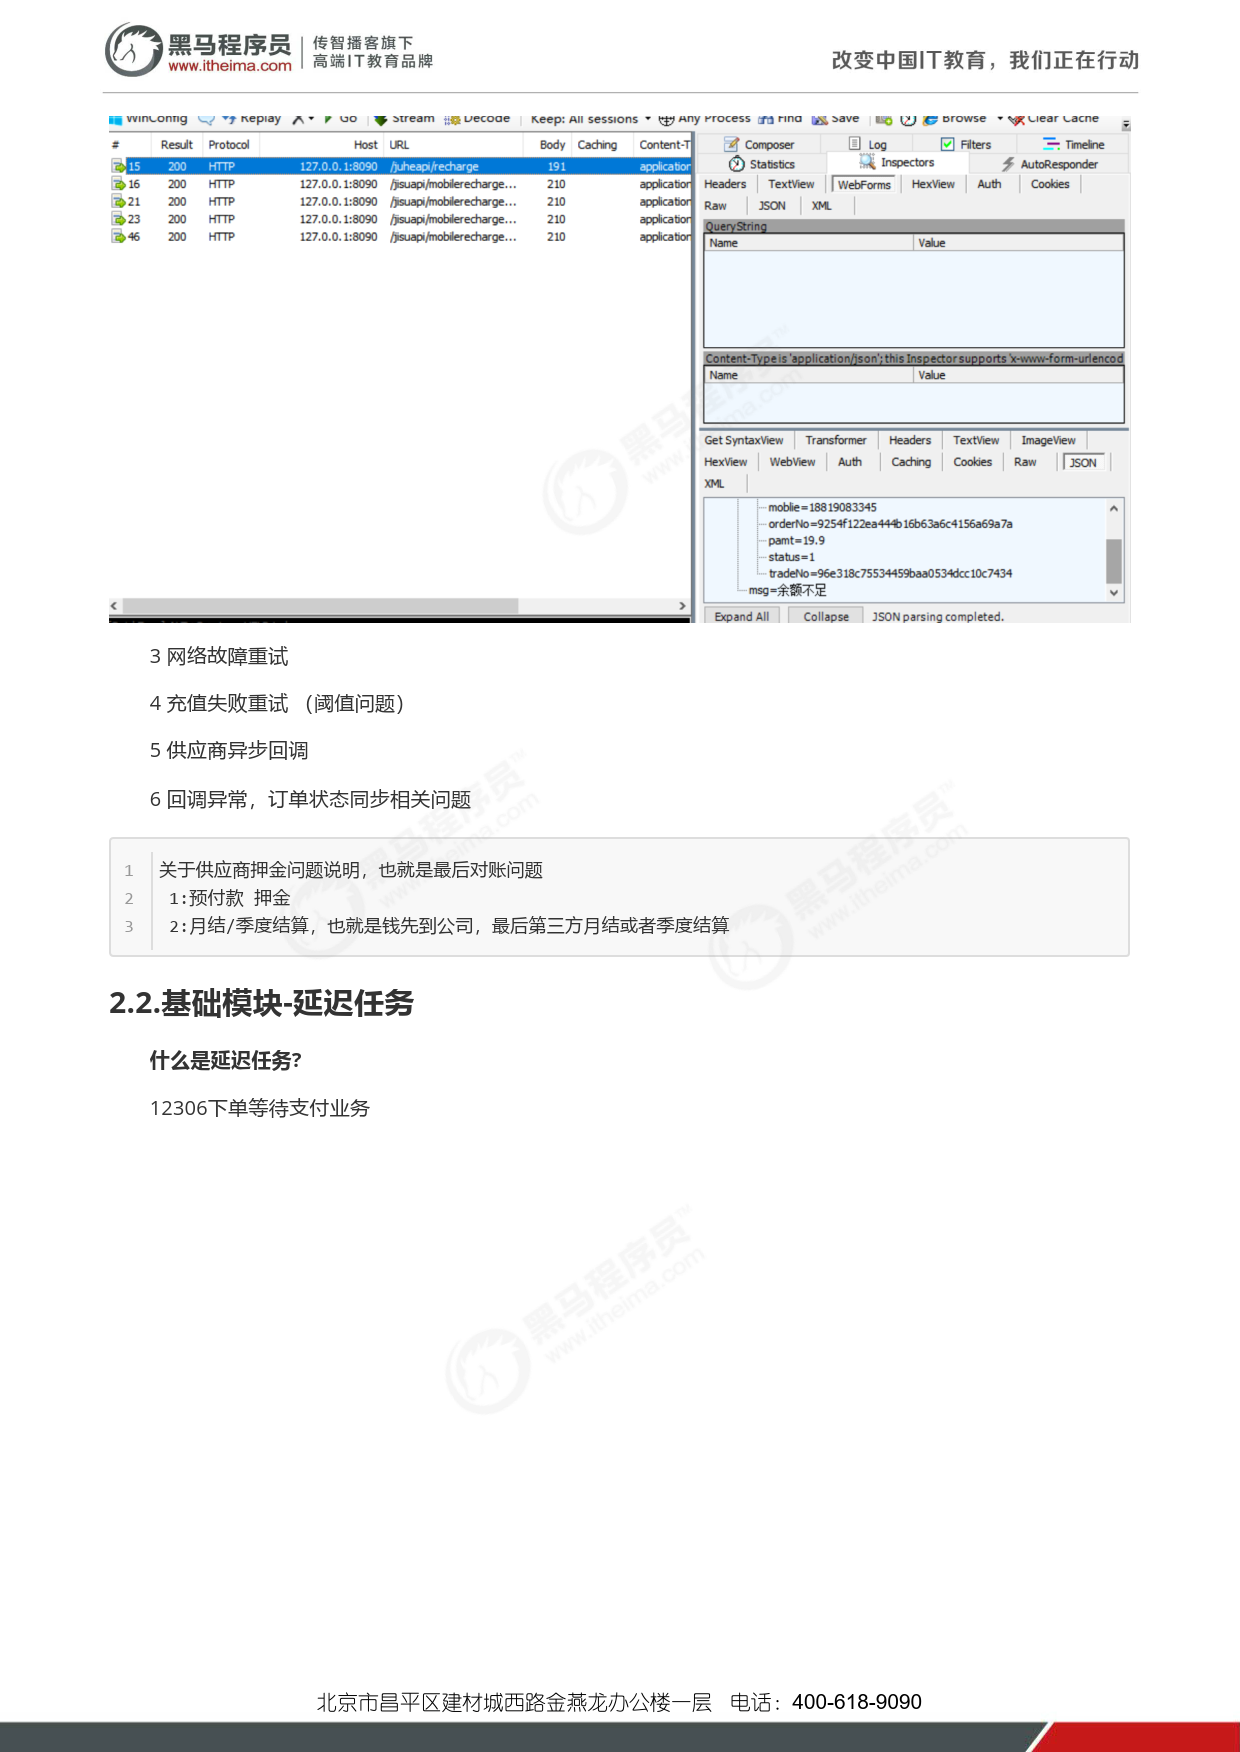 黑马程序员 传智播客旗下
www.itheima.com 高端IT教育品牌
改变中国IT教育，我们正在行动
WinConfig Replay X Go Stream Decode Keep: All sessions Any Process Find Save Browse Clear Cache
# Result Protocol Host URL Body Caching Content-T
15 200 HTTP 127.0.0.1:8090 /juheapi/recharge 191 application
16 200 HTTP 127.0.0.1:8090 /jisuapi/mobilerecharge... 210 application
21 200 HTTP 127.0.0.1:8090 /jisuapi/mobilerecharge... 210 application
23 200 HTTP 127.0.0.1:8090 /jisuapi/mobilerecharge... 210 application
46 200 HTTP 127.0.0.1:8090 /jisuapi/mobilerecharge... 210 application
Composer Log Filters Timeline
Statistics Inspectors AutoResponder
Headers TextView WebForms HexView Auth Cookies
Raw JSON XML
QueryString
Name Value
Content-Type is 'application/json'; this Inspector supports 'x-www-form-urlencod
Name Value
Get SyntaxView Transformer Headers TextView ImageView
HexView WebView Auth Caching Cookies Raw JSON
XML
moblie=18819083345
orderNo=9254f122ea444b16b63a6c4156a69a7a
pamt=19.9
status=1
tradeNo=96e318c75534459baa0534dcc10c7434
msg=余额不足
Expand All Collapse JSON parsing completed.
3 网络故障重试
4 充值失败重试 （阈值问题）
5 供应商异步回调
6 回调异常，订单状态同步相关问题
1 关于供应商押金问题说明，也就是最后对账问题
2 1:预付款 押金
3 2:月结/季度结算，也就是钱先到公司，最后第三方月结或者季度结算
2.2.基础模块-延迟任务
什么是延迟任务?
12306下单等待支付业务
北京市昌平区建材城西路金燕龙办公楼一层 电话：400-618-9090